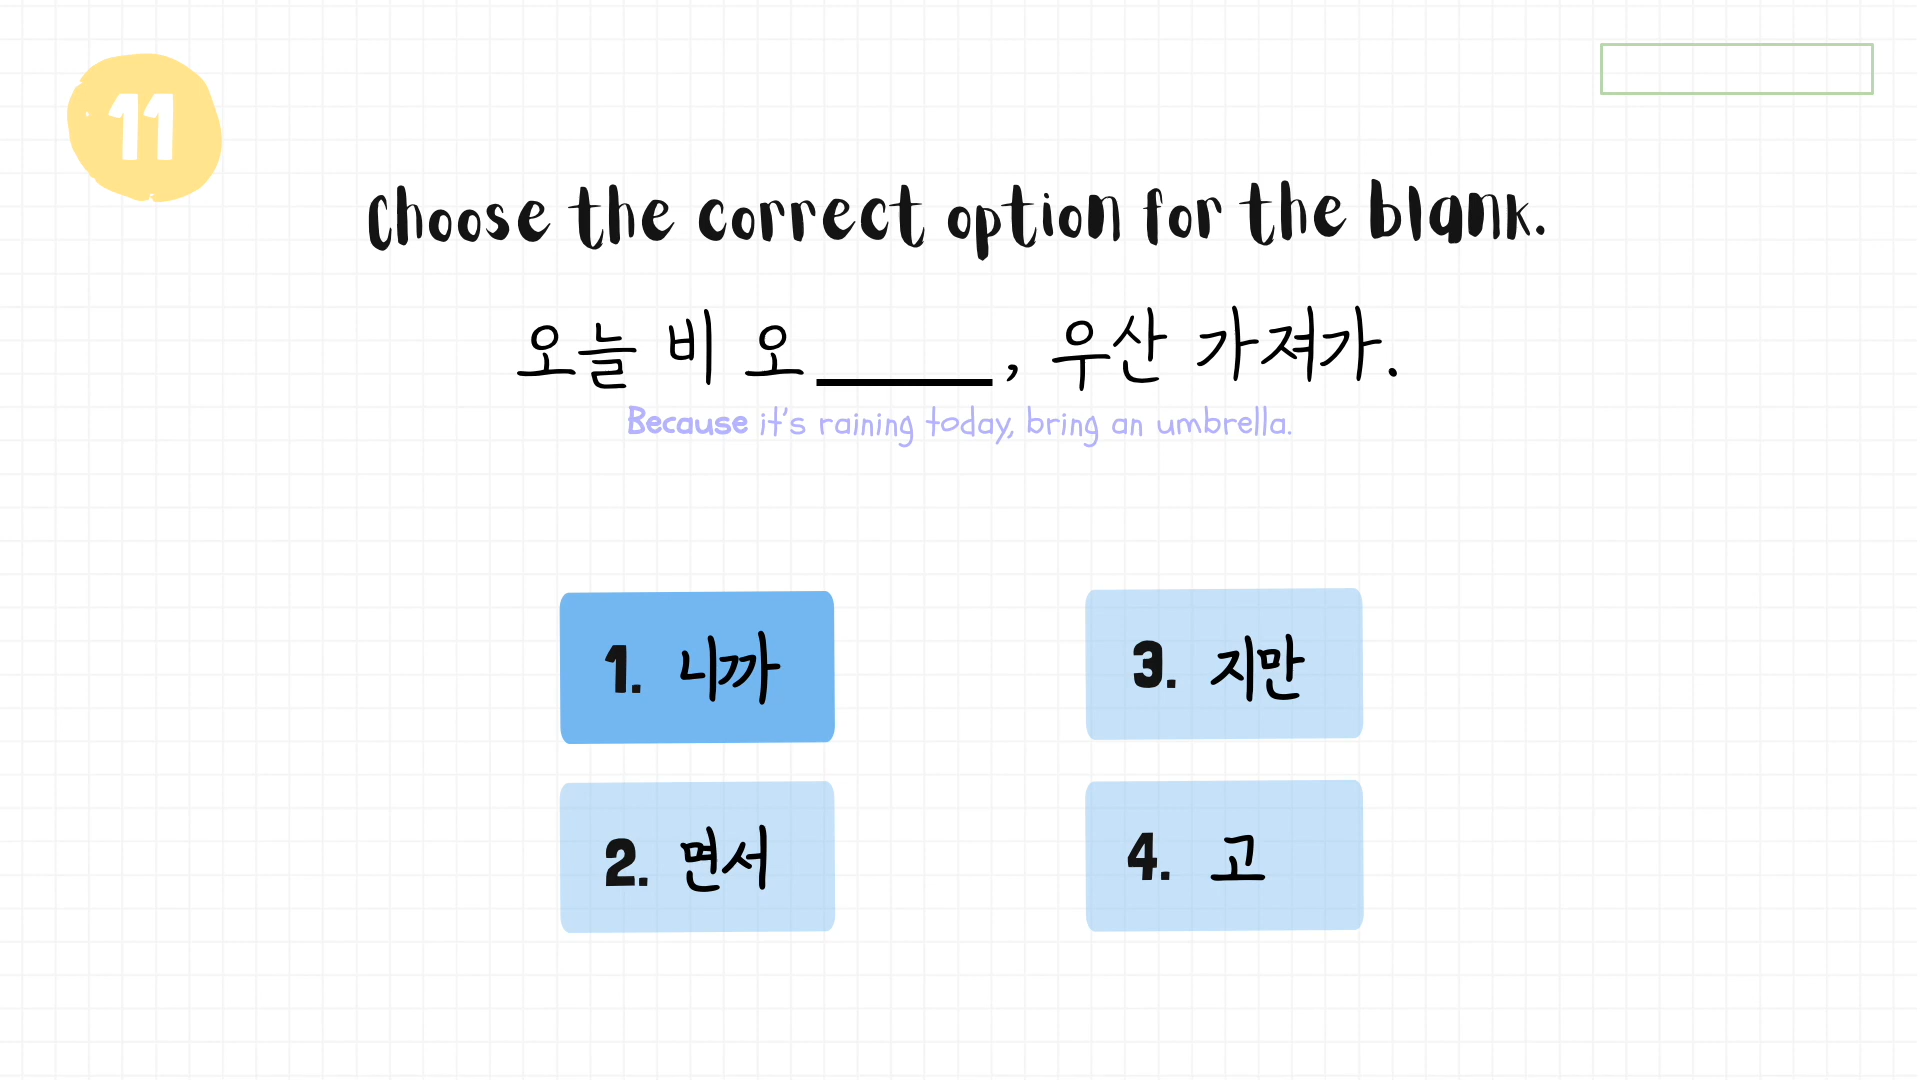 11
Choose the correct option for the blank.
오늘 비 오______, 우산 가져가.
Because it's raining today, bring an umbrella.
1. 니까
2. 면서
3. 지만
4. 고